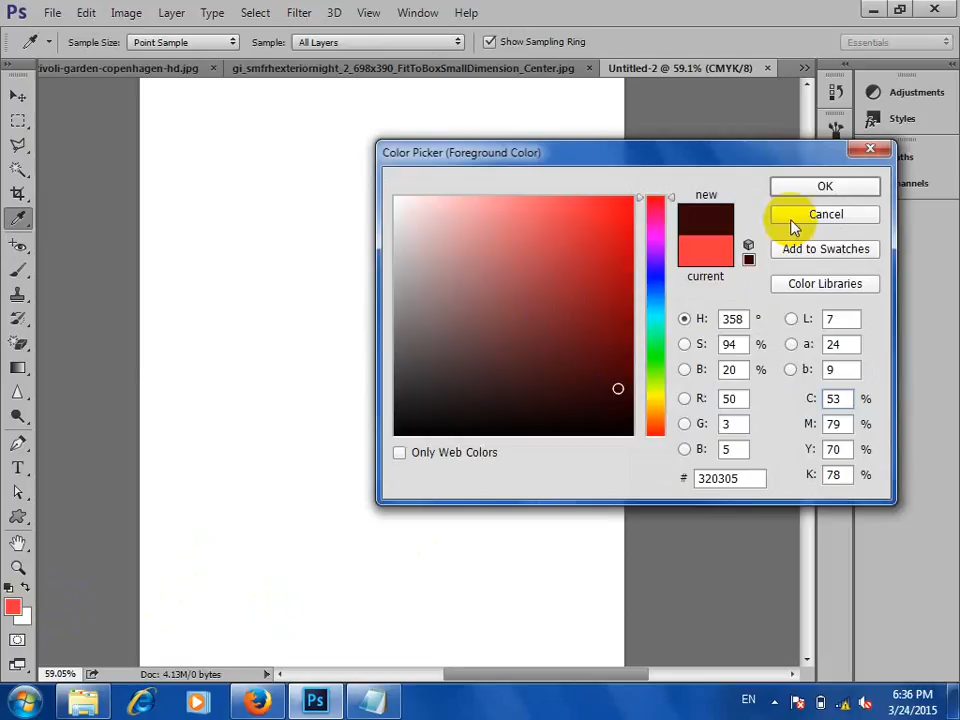 Ps File Edit Image Layer Type Select Filter 3D View Window Help
Sample Size: Point Sample Sample: All Layers Show Sampling Ring Essentials
ivoli-garden-copenhagen-hd.jpg × gi_smfrhexteriornight_2_698x390_FitToBoxSmallDimension_Center.jpg × Untitled-2 @ 59.1% (CMYK/8) ×
Adjustments
Styles
Color Picker (Foreground Color)
new
OK
Cancel
Add to Swatches
current
Color Libraries
H: 358 ° L: 7
S: 94 % a: 24
B: 20 % b: 9
R: 50 C: 53 %
G: 3 M: 79 %
B: 5 Y: 70 %
# 320305 K: 78 %
Only Web Colors
59.05% Doc: 4.13M/0 bytes
Ps EN 6:36 PM
3/24/2015